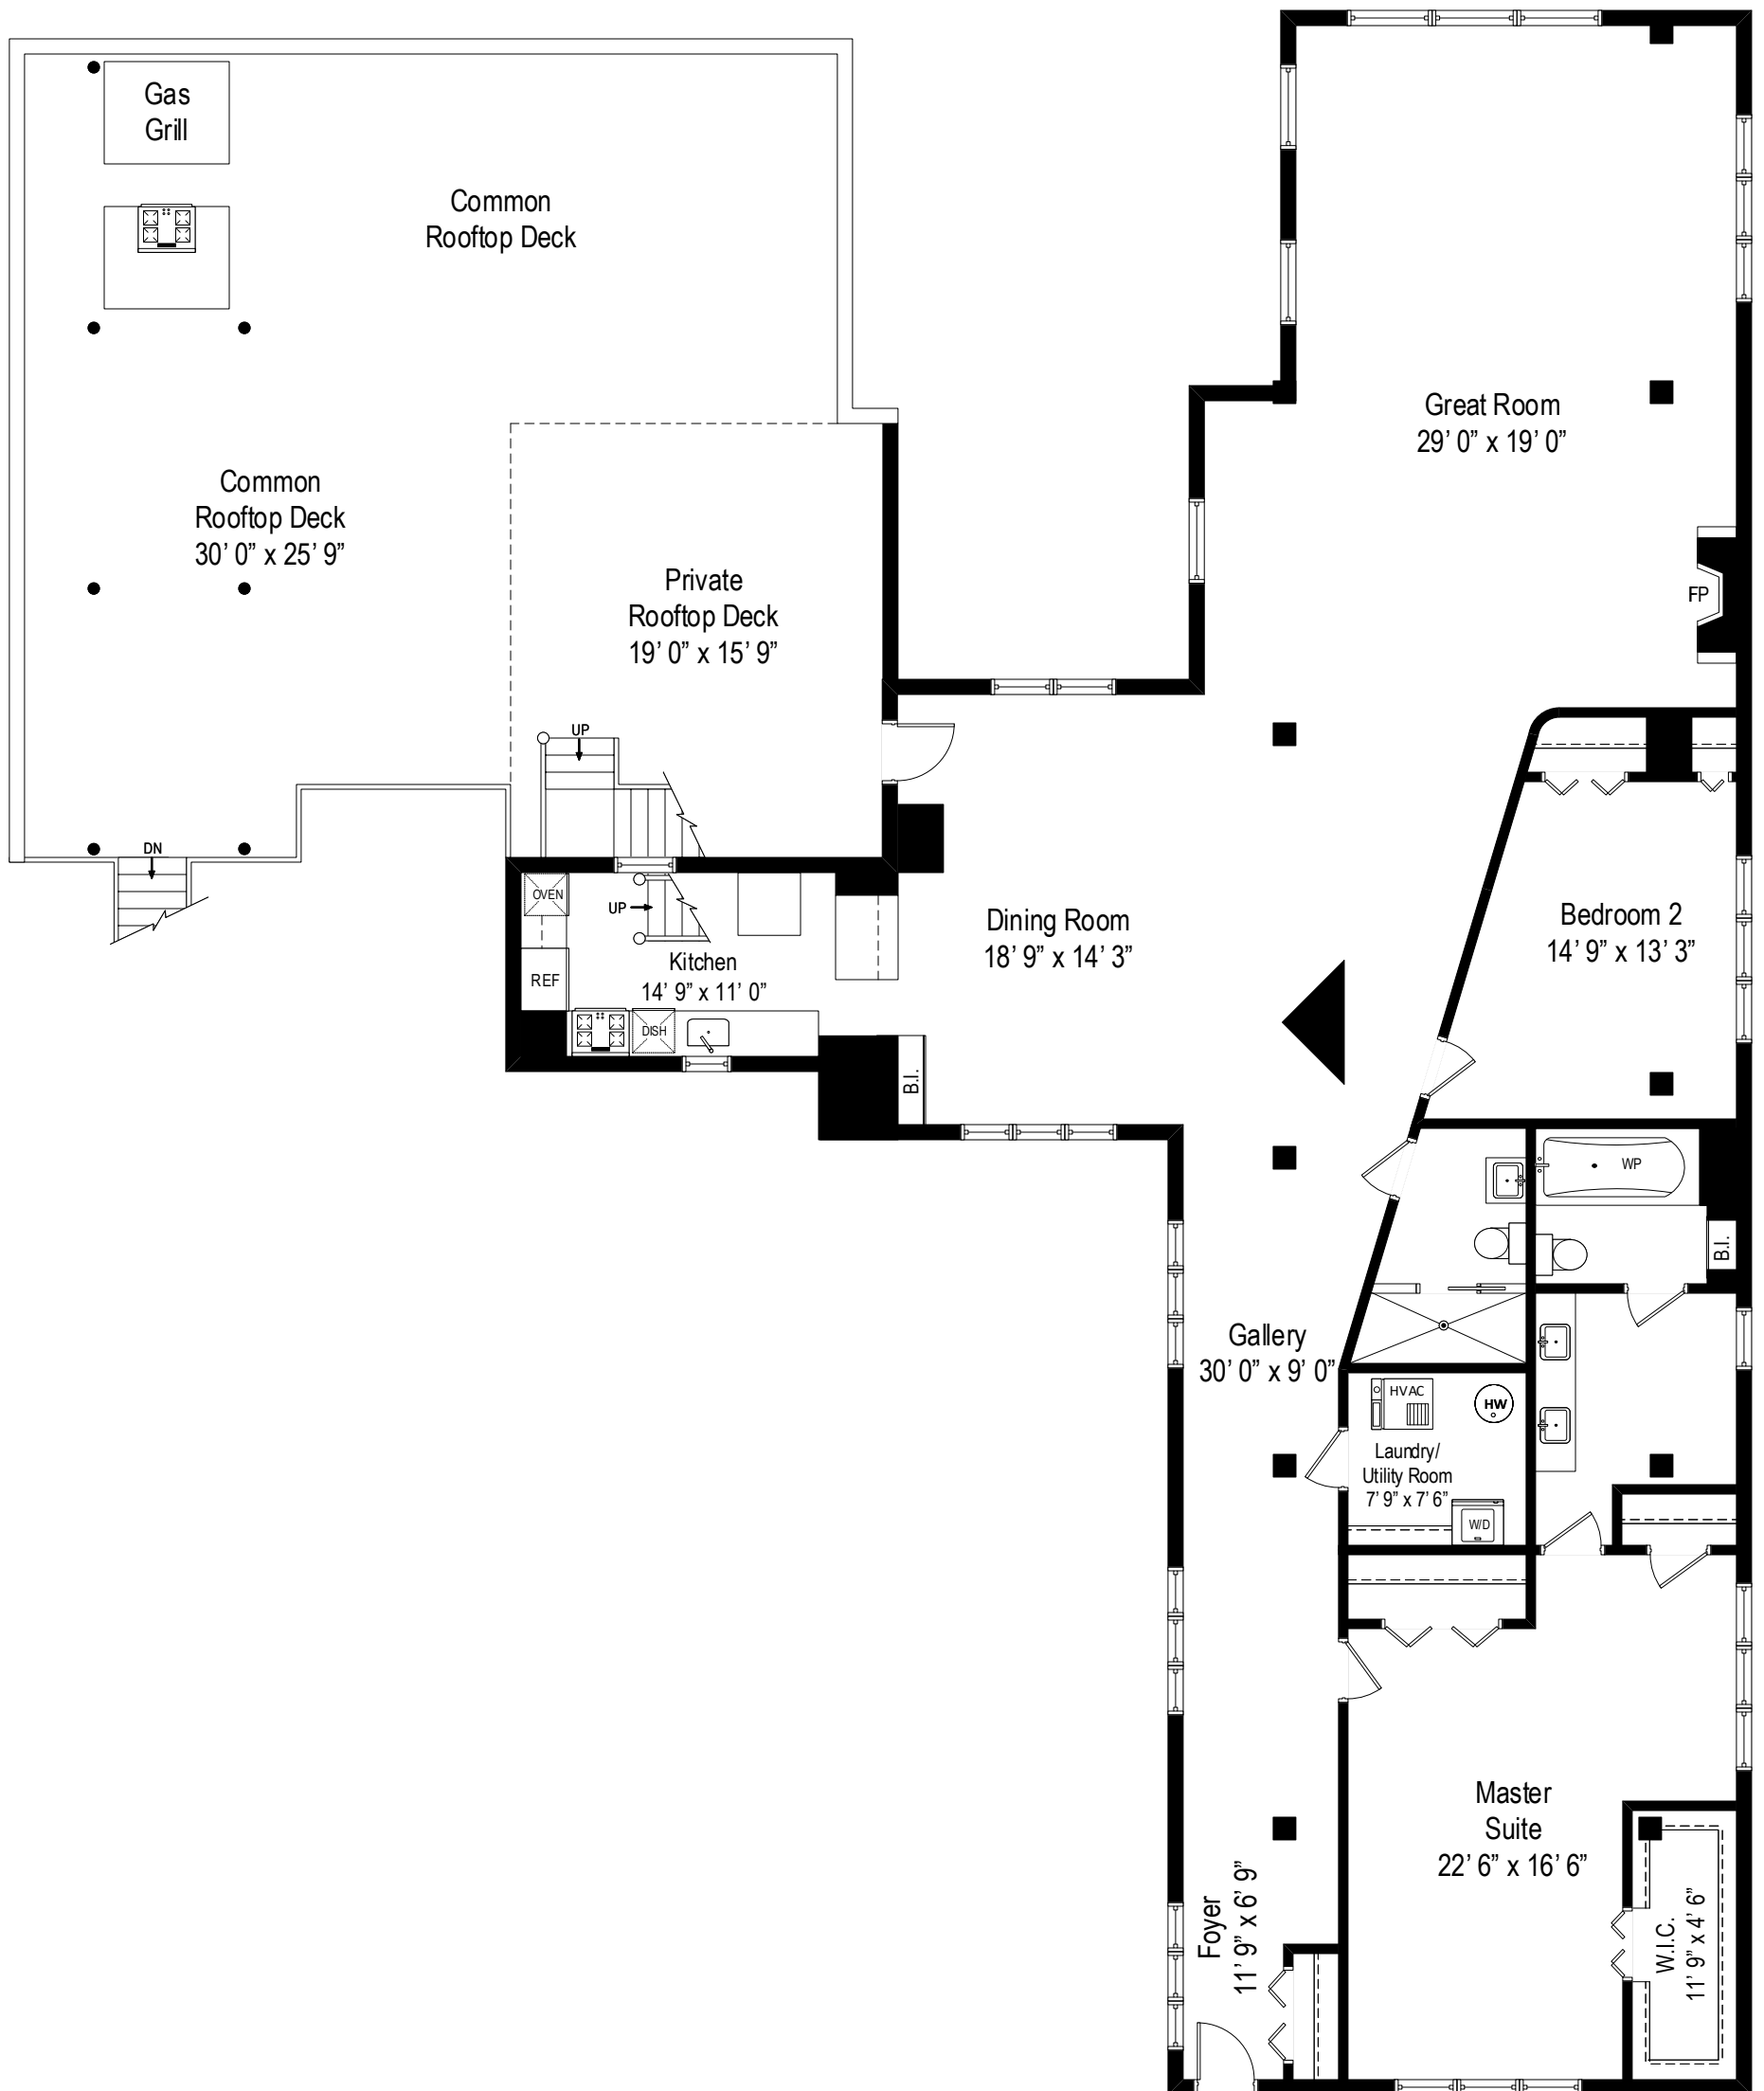 Gas
Grill
Common
Rooftop Deck
Great Room
29' 0” x 19' 0”
Common
Rooftop Deck
30' 0” x 25' 9”
Private
Rooftop Deck
19' 0” x 15' 9”
FP
UP
DN
OVEN
UP
REF
Kitchen
14' 9” x 11' 0”
DISH
B.I.
Dining Room
18' 9” x 14' 3”
Bedroom 2
14' 9” x 13' 3”
WP
B.I.
Gallery
30' 0” x 9' 0”
HVAC
HW
Laundry/
Utility Room
7' 9” x 7' 6”
W/D
Master
Suite
22' 6” x 16' 6”
Foyer
11' 9” x 6' 9”
W.I.C.
11' 9” x 4' 6”